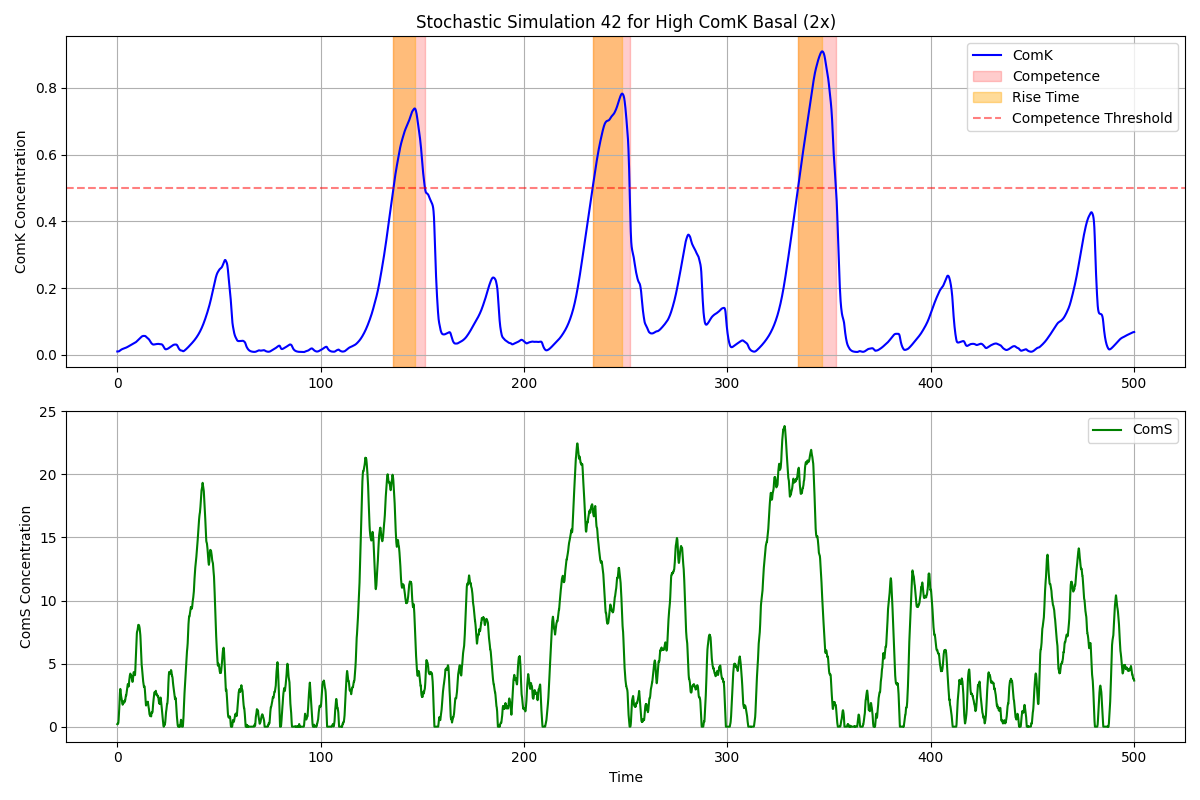 Stochastic Simulation 42 for High ComK Basal (2x)
ComK Concentration
0.8
0.6
0.4
0.2
0.0
ComK
Competence
Rise Time
Competence Threshold
0 100 200 300 400 500
ComS Concentration
25
20
15
10
5
0
ComS
0 100 200 300 400 500
Time